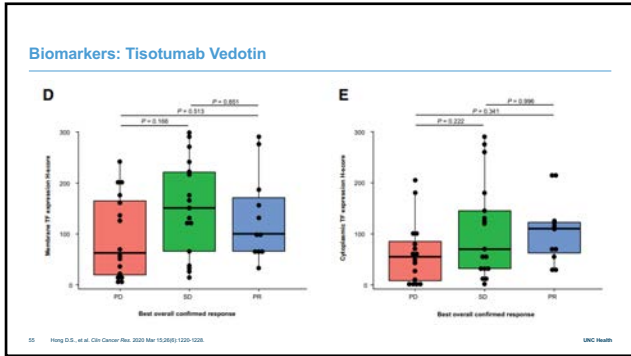 Biomarkers: Tisotumab Vedotin
D
P = 0.651
P = 0.513
P = 0.168
300
200
100
0
Membrane TF expression H-score
PD SD PR
Best overall confirmed response
E
P = 0.996
P = 0.341
P = 0.222
300
200
100
0
Cytoplasmic TF expression H-score
PD SD PR
Best overall confirmed response
55 Hong D.S., et al. Clin Cancer Res. 2020 Mar 15;26(6):1220-1228.
UNC Health